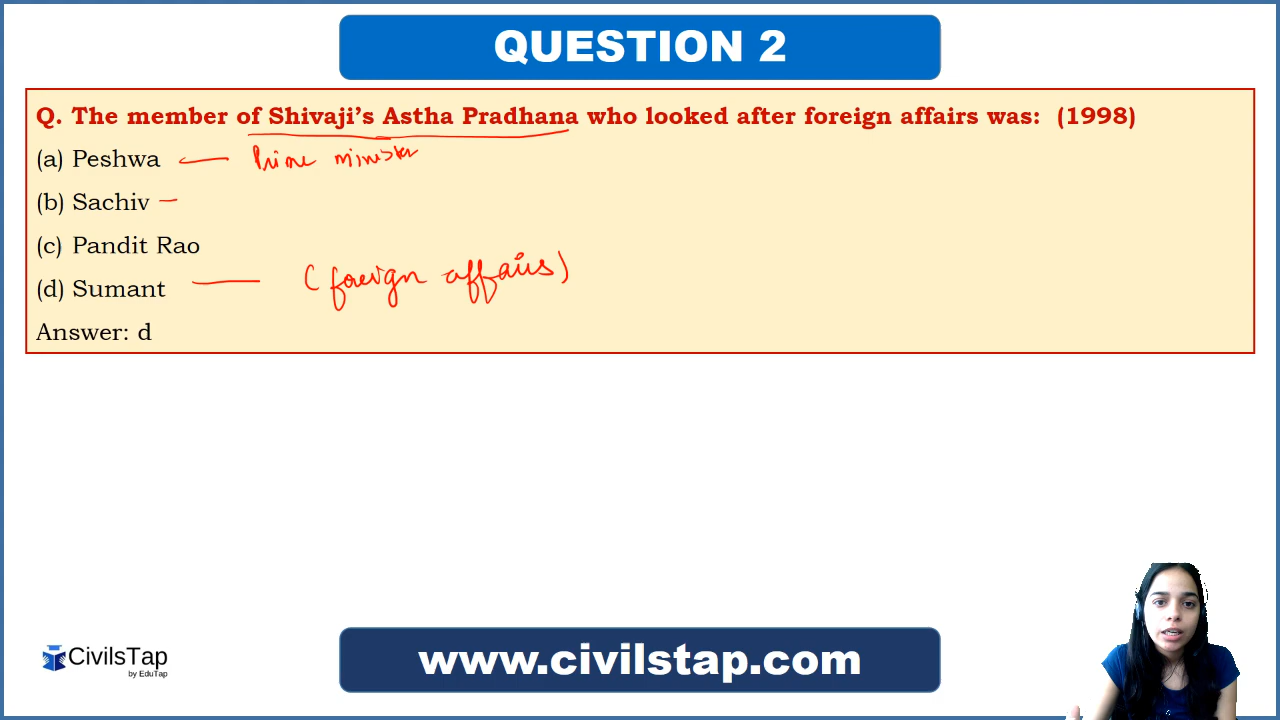 QUESTION 2
Q. The member of Shivaji's Astha Pradhana who looked after foreign affairs was: (1998)
(a) Peshwa — Prime minister
(b) Sachiv –
(c) Pandit Rao
(d) Sumant — (foreign affairs)
Answer: d
CivilsTap
by EduTap
www.civilstap.com